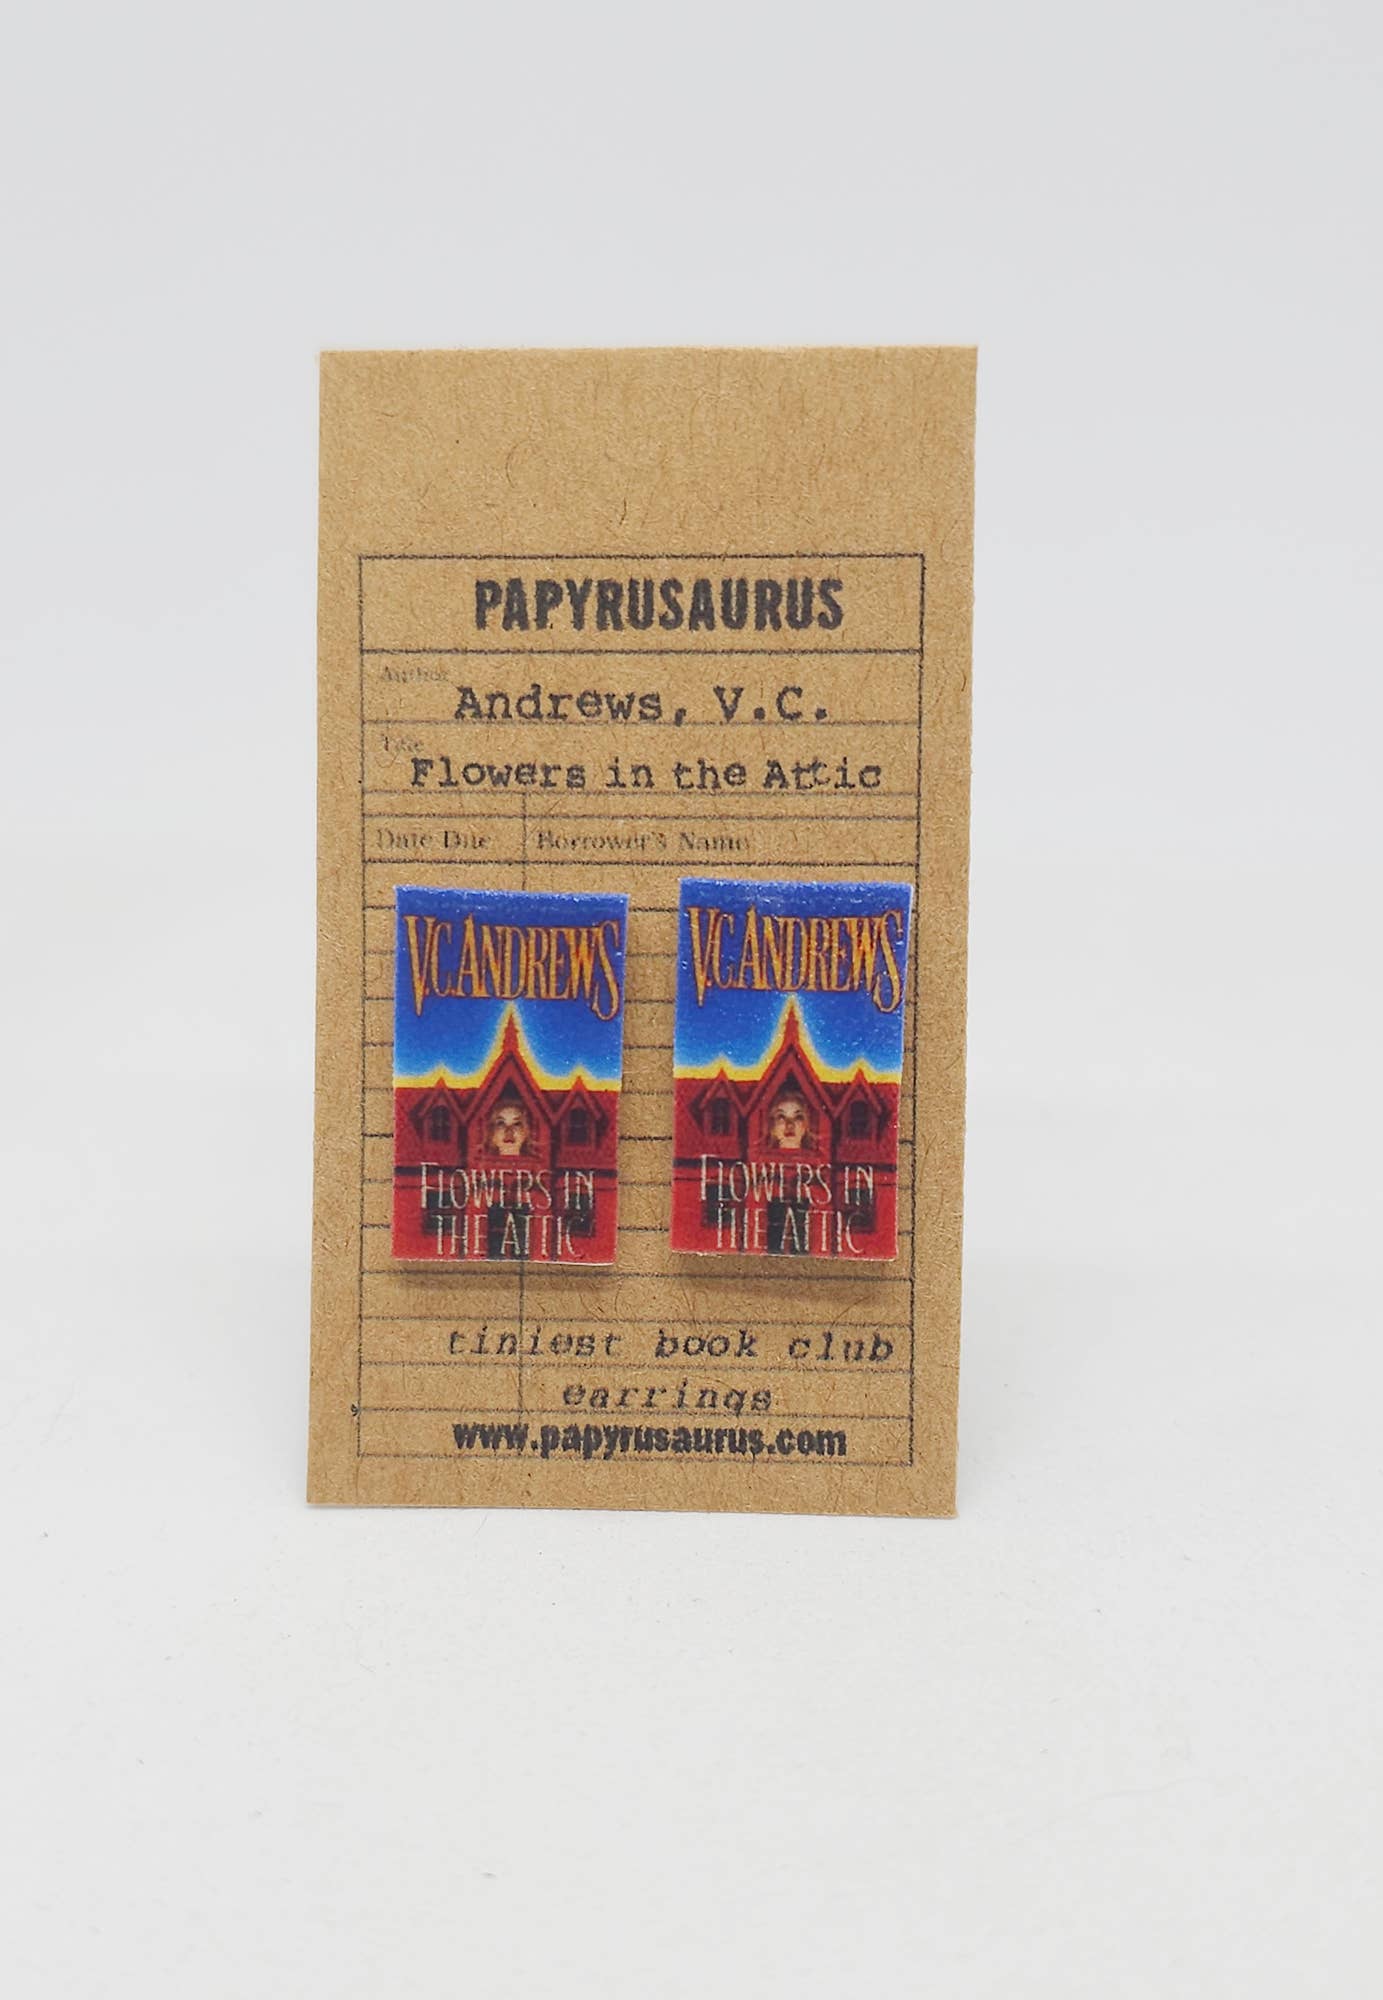 PAPYRUSAURUS
Author
Andrews, V.C.
Title
Flowers in the Attic
Date Due
Borrower's Name
V.C. ANDREWS
FLOWERS IN
THE ATTIC
V.C. ANDREWS
FLOWERS IN
THE ATTIC
tiniest book club
earrings
www.papyrusaurus.com